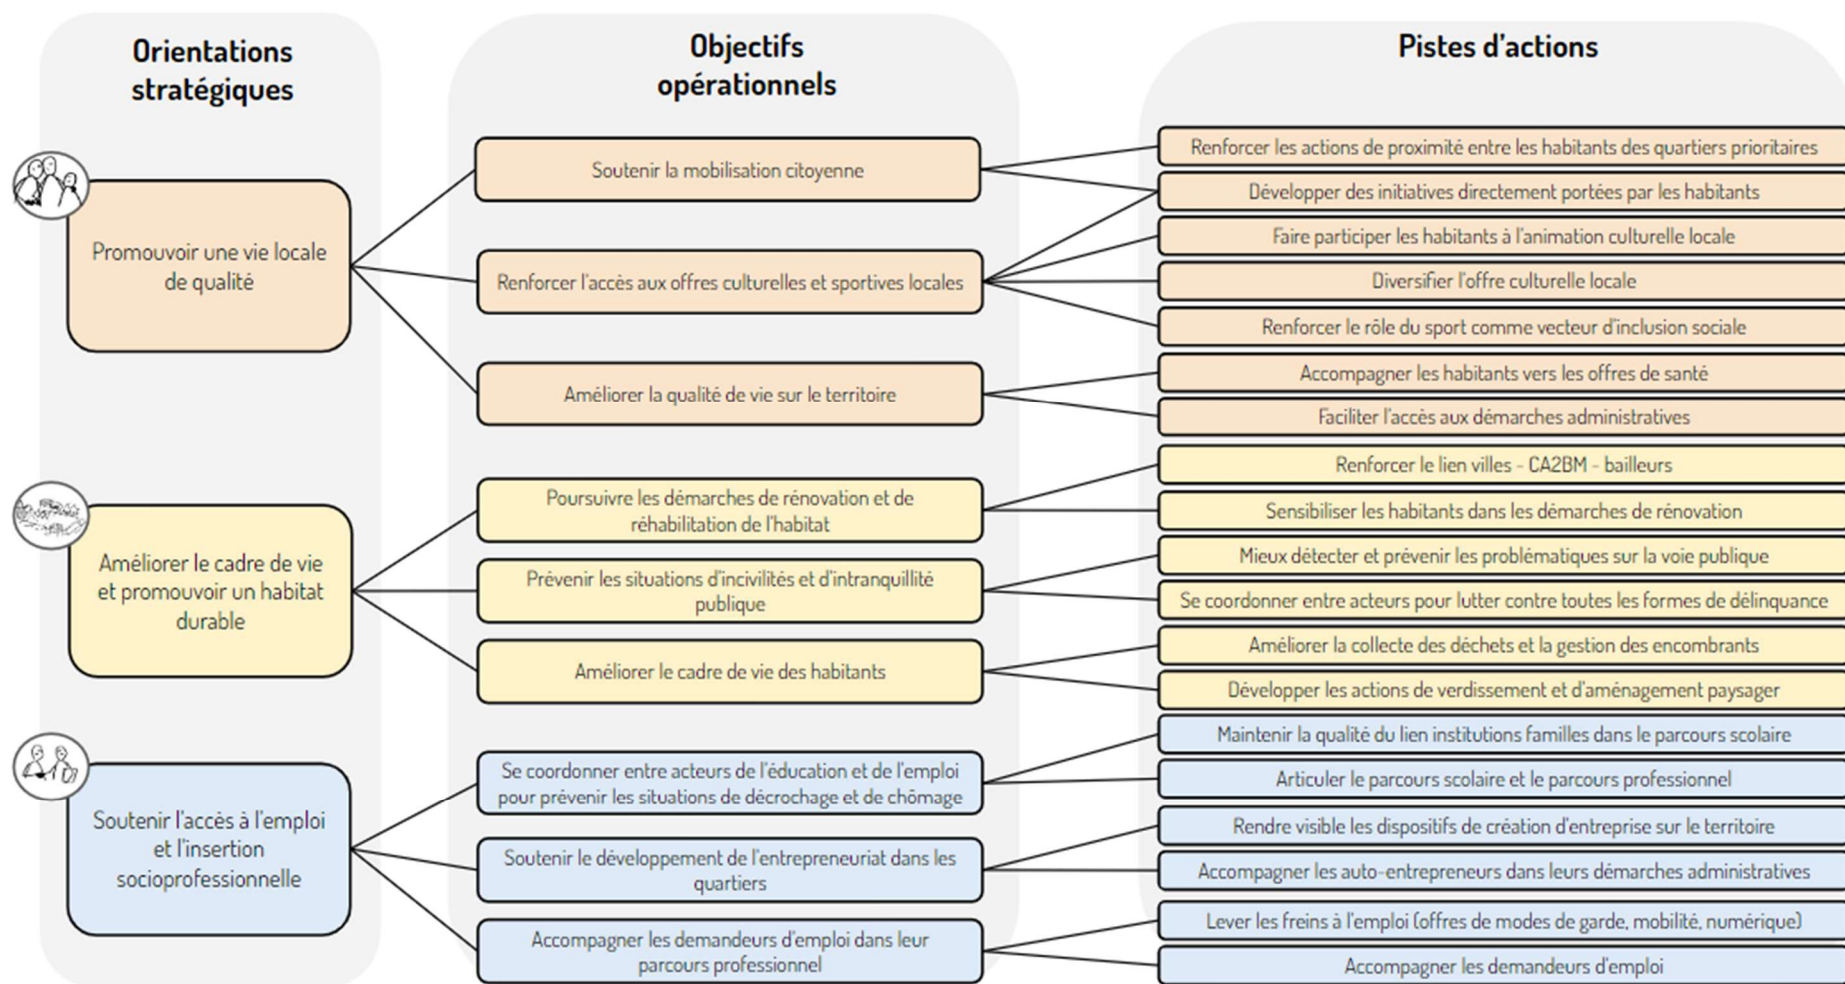 Orientations
stratégiques
Objectifs
opérationnels
Pistes d'actions
Promouvoir une vie locale
de qualité
Soutenir la mobilisation citoyenne
Renforcer l'accès aux offres culturelles et sportives locales
Améliorer la qualité de vie sur le territoire
Renforcer les actions de proximité entre les habitants des quartiers prioritaires
Développer des initiatives directement portées par les habitants
Faire participer les habitants à l'animation culturelle locale
Diversifier l'offre culturelle locale
Renforcer le rôle du sport comme vecteur d'inclusion sociale
Accompagner les habitants vers les offres de santé
Faciliter l'accès aux démarches administratives
Améliorer le cadre de vie
et promouvoir un habitat
durable
Poursuivre les démarches de rénovation et de
réhabilitation de l'habitat
Prévenir les situations d'incivilités et d'intranquillité
publique
Améliorer le cadre de vie des habitants
Renforcer le lien villes - CA2BM - bailleurs
Sensibiliser les habitants dans les démarches de rénovation
Mieux détecter et prévenir les problématiques sur la voie publique
Se coordonner entre acteurs pour lutter contre toutes les formes de délinquance
Améliorer la collecte des déchets et la gestion des encombrants
Développer les actions de verdissement et d'aménagement paysager
Soutenir l'accès à l'emploi
et l'insertion
socioprofessionnelle
Se coordonner entre acteurs de l'éducation et de l'emploi
pour prévenir les situations de décrochage et de chômage
Soutenir le développement de l'entrepreneuriat dans les
quartiers
Accompagner les demandeurs d'emploi dans leur
parcours professionnel
Maintenir la qualité du lien institutions familles dans le parcours scolaire
Articuler le parcours scolaire et le parcours professionnel
Rendre visible les dispositifs de création d'entreprise sur le territoire
Accompagner les auto-entrepreneurs dans leurs démarches administratives
Lever les freins à l'emploi (offres de modes de garde, mobilité, numérique)
Accompagner les demandeurs d'emploi